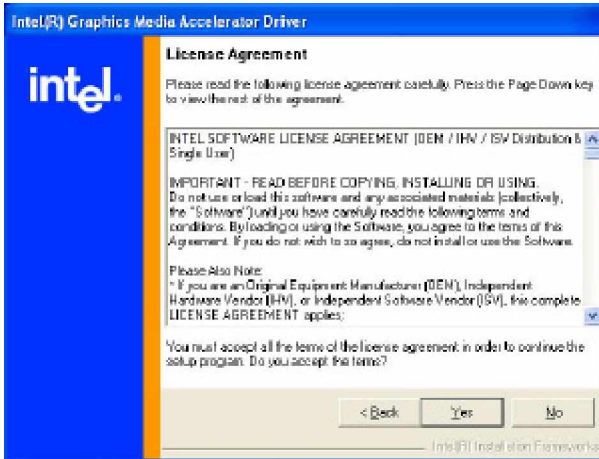 Intel(R) Graphics Media Accelerator Driver
intel.
License Agreement
Please read the following license agreement carefully. Press the Page Down key
to view the rest of the agreement.
INTEL SOFTWARE LICENSE AGREEMENT (OEM / IHV / ISV Distribution &
Single User)
IMPORTANT - READ BEFORE COPYING, INSTALLING OR USING.
Do not use or load this software and any associated materials (collectively,
the "Software") until you have carefully read the following terms and
conditions. By loading or using the Software, you agree to the terms of this
Agreement. If you do not wish to so agree, do not install or use the Software.
Please Also Note:
* If you are an Original Equipment Manufacturer (OEM), Independent
Hardware Vendor (IHV), or Independent Software Vendor (ISV), this complete
LICENSE AGREEMENT applies;
You must accept all the terms of the license agreement in order to continue the
setup program. Do you accept the terms?
< Back
Yes
No
Intel(R) Installation Frameworks